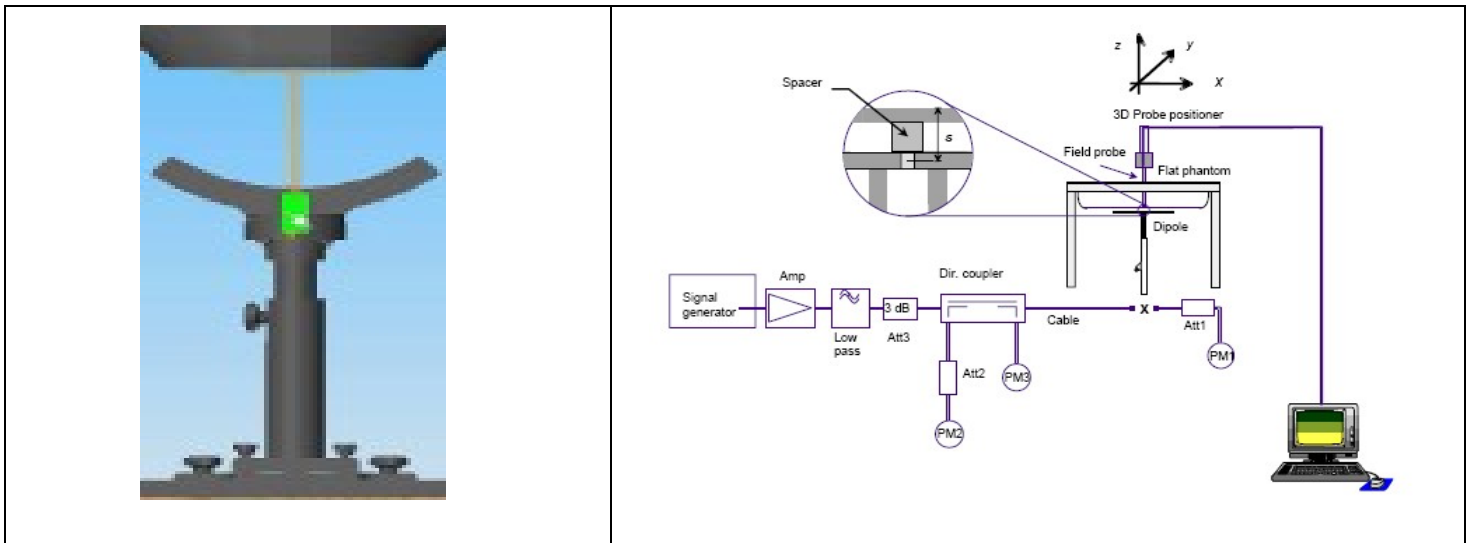 z
y
X
Spacer
s
3D Probe positioner
Field probe
Flat phantom
Dipole
Signal
generator
Amp
Low
pass
3 dB
Att3
Dir. coupler
Cable
x
Att1
PM1
Att2
PM3
PM2